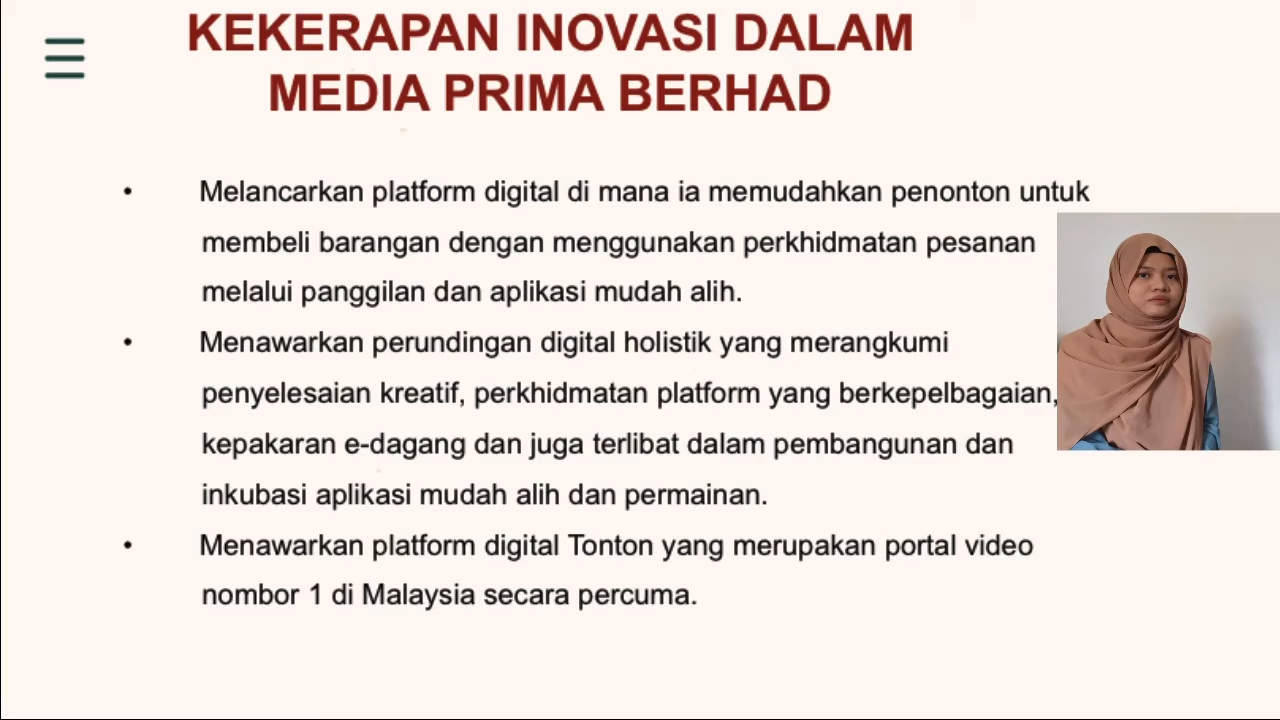 KEKERAPAN INOVASI DALAM
MEDIA PRIMA BERHAD
• Melancarkan platform digital di mana ia memudahkan penonton untuk
membeli barangan dengan menggunakan perkhidmatan pesanan
melalui panggilan dan aplikasi mudah alih.
• Menawarkan perundingan digital holistik yang merangkumi
penyelesaian kreatif, perkhidmatan platform yang berkepelbagaian,
kepakaran e-dagang dan juga terlibat dalam pembangunan dan
inkubasi aplikasi mudah alih dan permainan.
• Menawarkan platform digital Tonton yang merupakan portal video
nombor 1 di Malaysia secara percuma.